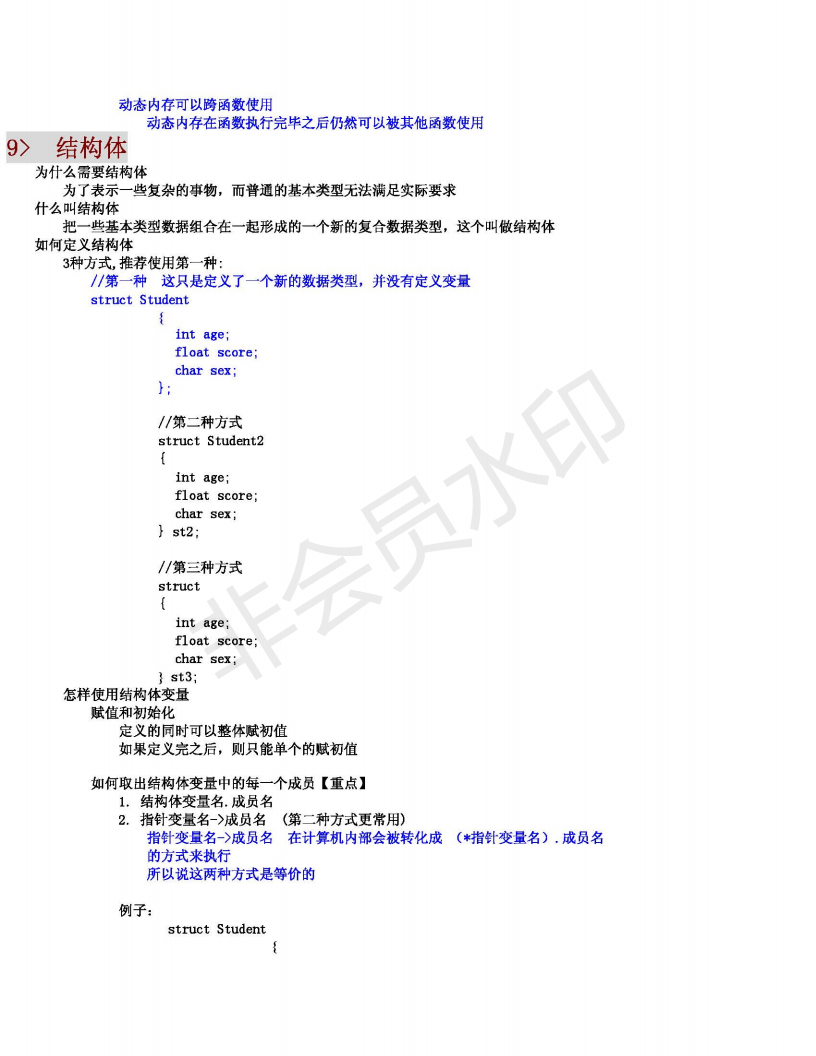 动态内存可以跨函数使用
动态内存在函数执行完毕之后仍然可以被其他函数使用
9> 结构体
为什么需要结构体
为了表示一些复杂的事物，而普通的基本类型无法满足实际要求
什么叫结构体
把一些基本类型数据组合在一起形成的一个新的复合数据类型，这个叫做结构体
如何定义结构体
3种方式,推荐使用第一种:
//第一种 这只是定义了一个新的数据类型，并没有定义变量
struct Student
{
int age;
float score;
char sex;
};
//第二种方式
struct Student2
{
int age;
float score;
char sex;
} st2;
//第三种方式
struct
{
int age;
float score;
char sex;
} st3;
怎样使用结构体变量
赋值和初始化
定义的同时可以整体赋初值
如果定义完之后，则只能单个的赋初值
如何取出结构体变量中的每一个成员【重点】
1. 结构体变量名.成员名
2. 指针变量名->成员名 (第二种方式更常用)
指针变量名->成员名 在计算机内部会被转化成 （*指针变量名）.成员名
的方式来执行
所以说这两种方式是等价的
例子：
struct Student
{
非会员水印